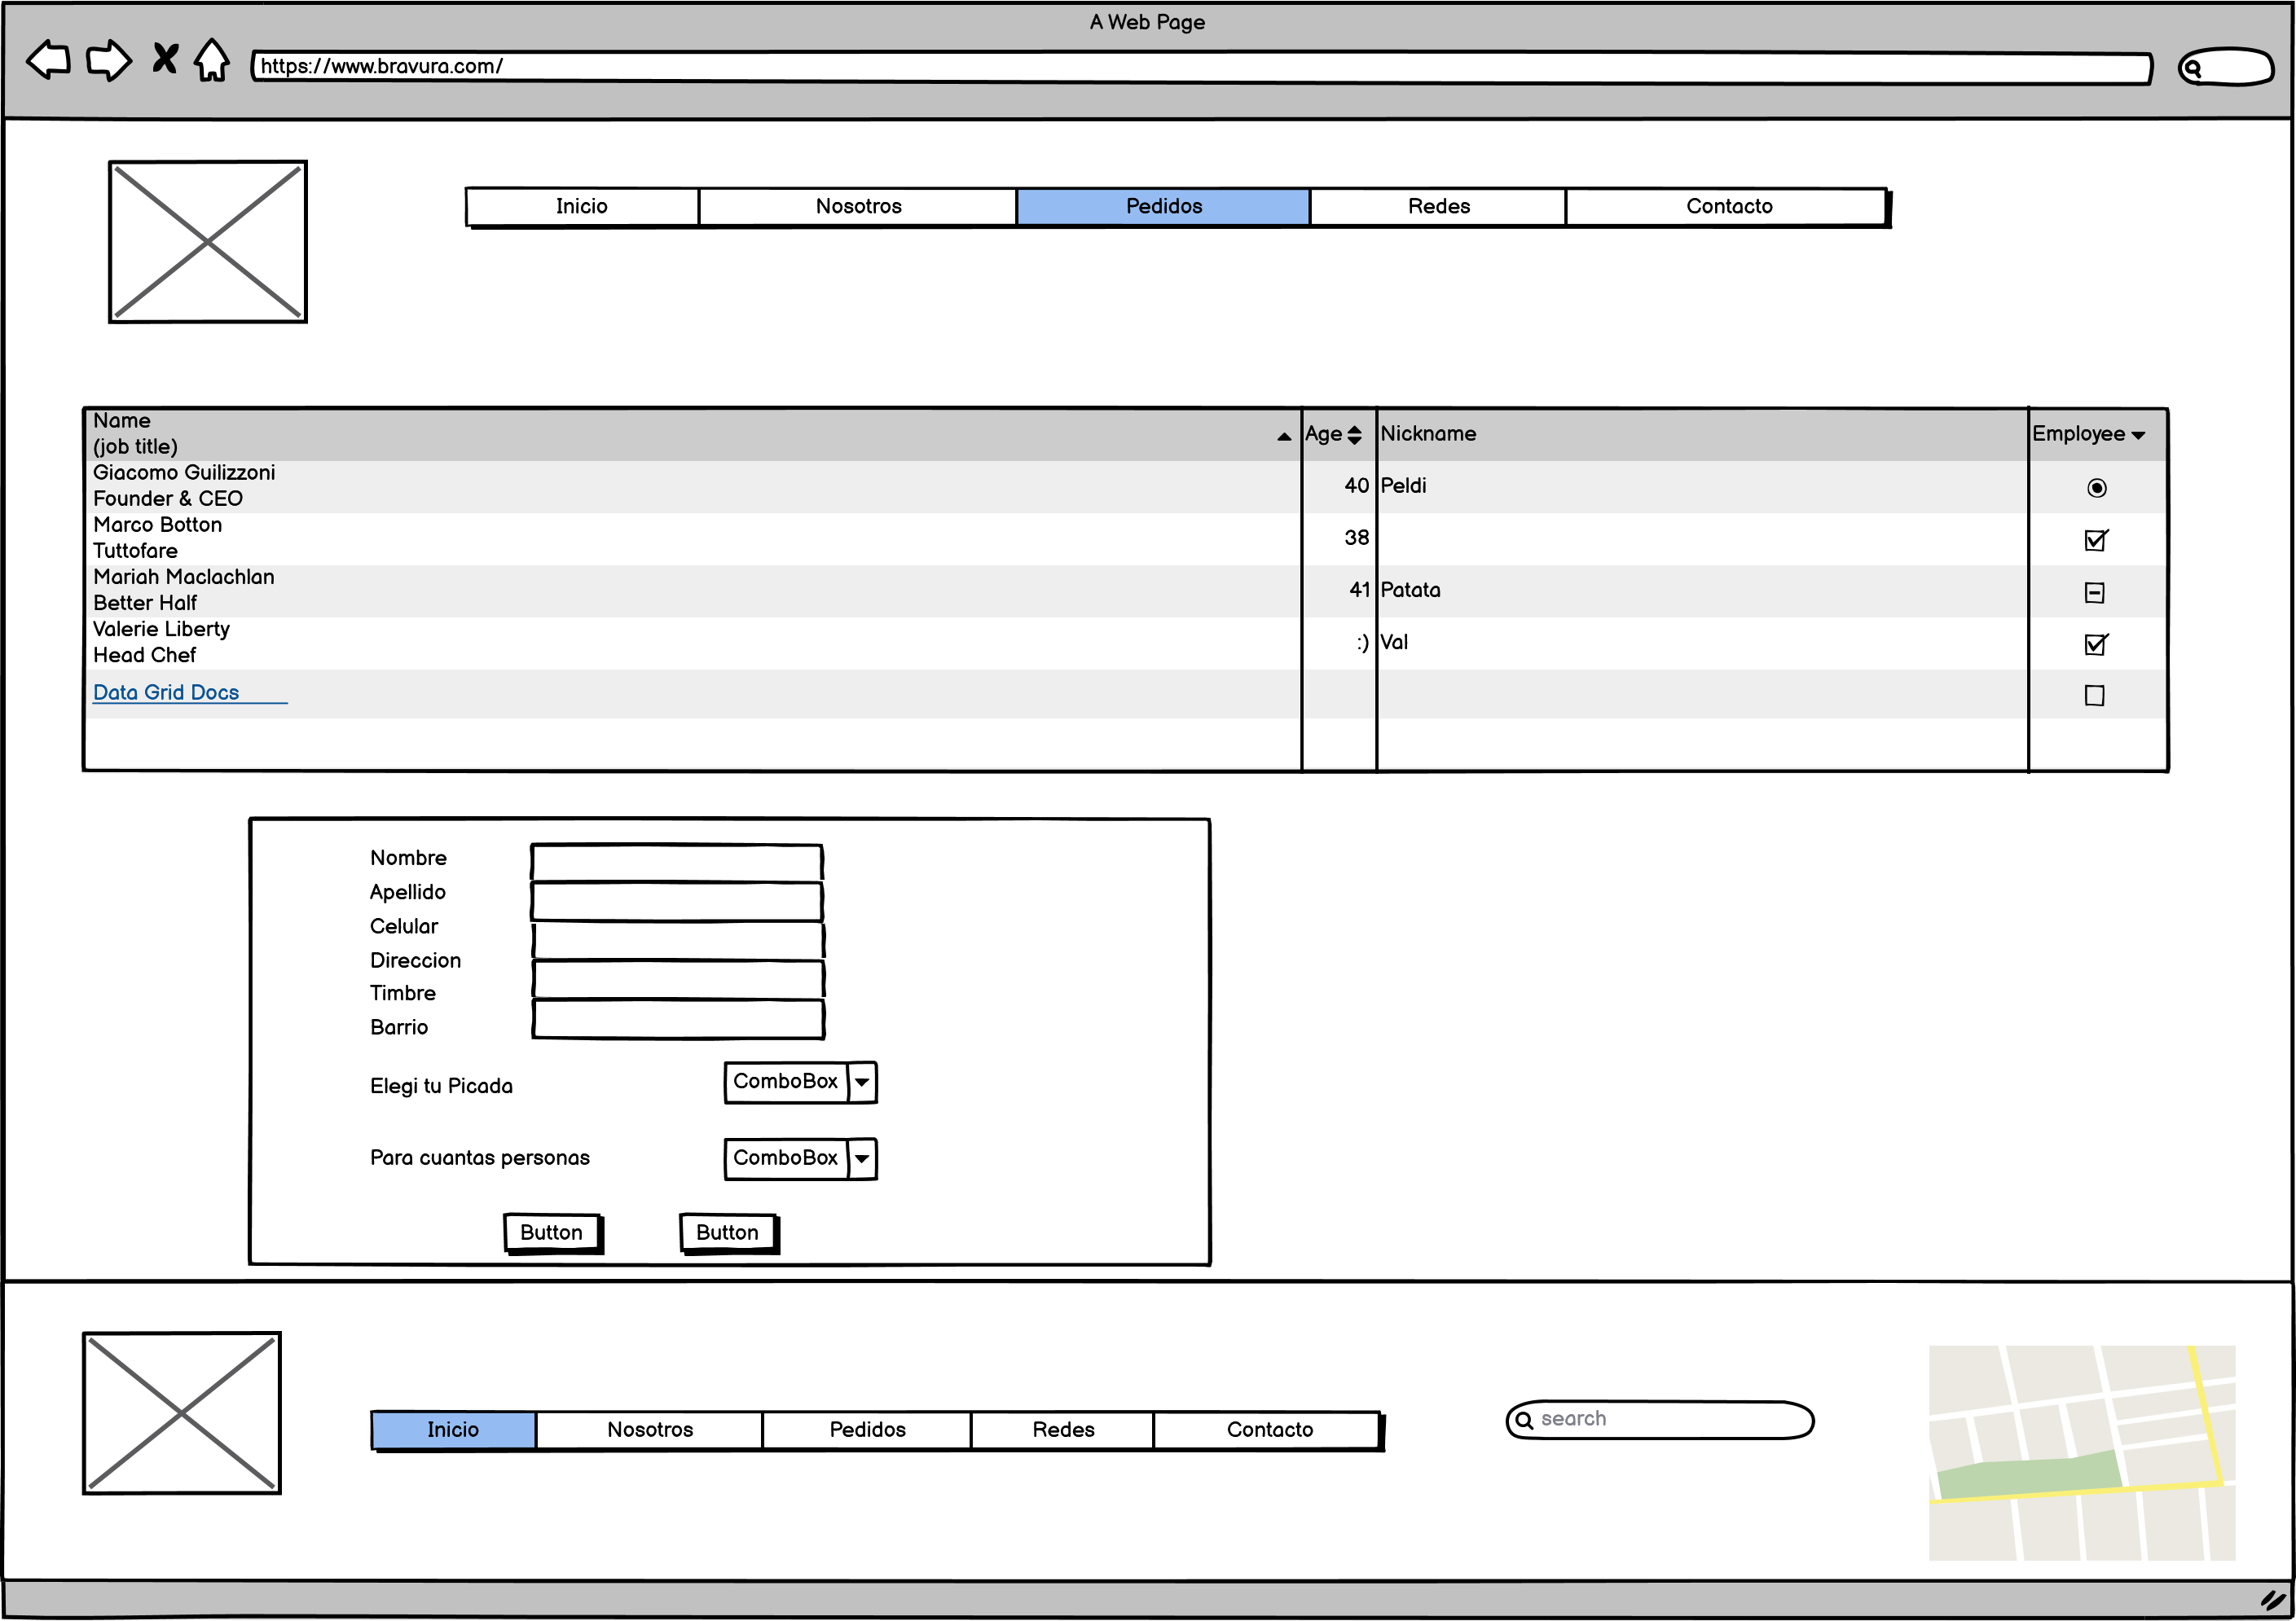 A Web Page
https://www.bravura.com/
Inicio Nosotros Pedidos Redes Contacto
Name
(job title)
Age Nickname Employee
Giacomo Guilizzoni
Founder & CEO
40 Peldi
Marco Botton
Tuttofare
38
Mariah Maclachlan
Better Half
41 Patata
Valerie Liberty
Head Chef
:) Val
Data Grid Docs
Nombre
Apellido
Celular
Direccion
Timbre
Barrio
Elegi tu Picada ComboBox
Para cuantas personas ComboBox
Button Button
Inicio Nosotros Pedidos Redes Contacto
search